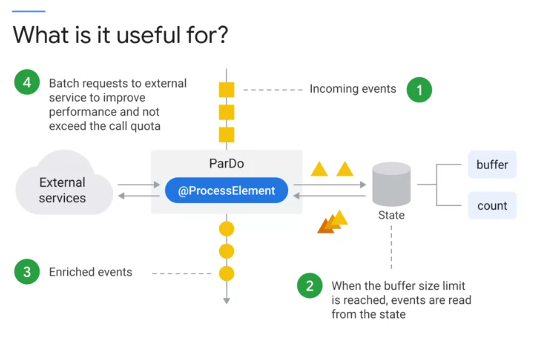 What is it useful for?
4
Batch requests to external
service to improve
performance and not
exceed the call quota
Incoming events
1
ParDo
External
services
@ProcessElement
State
buffer
count
3
Enriched events
2
When the buffer size limit
is reached, events are read
from the state